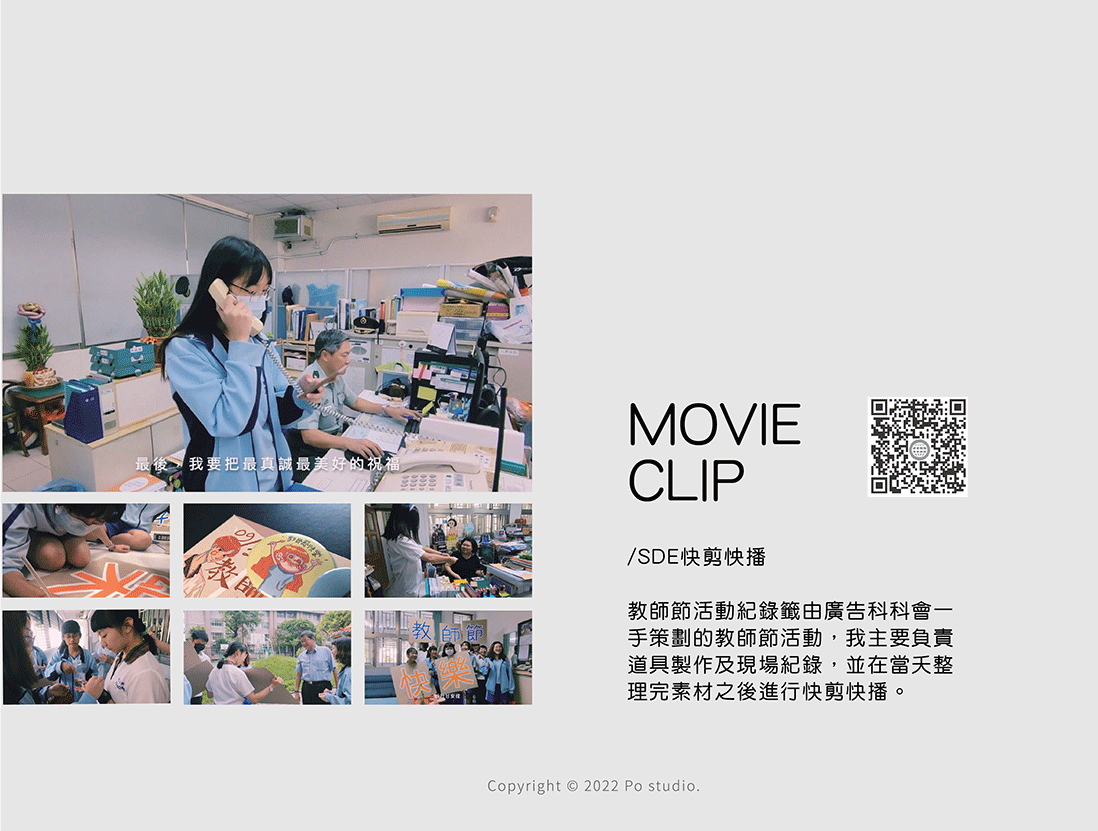 最後，我要把最真誠最美好的祝福
09
教師
教師節
快樂
MOVIE
CLIP
/SDE快剪快播
教師節活動紀錄籤由廣告科科會一
手策劃的教師節活動，我主要負責
道具製作及現場紀錄，並在當天整
理完素材之後進行快剪快播。
Copyright © 2022 Po studio.